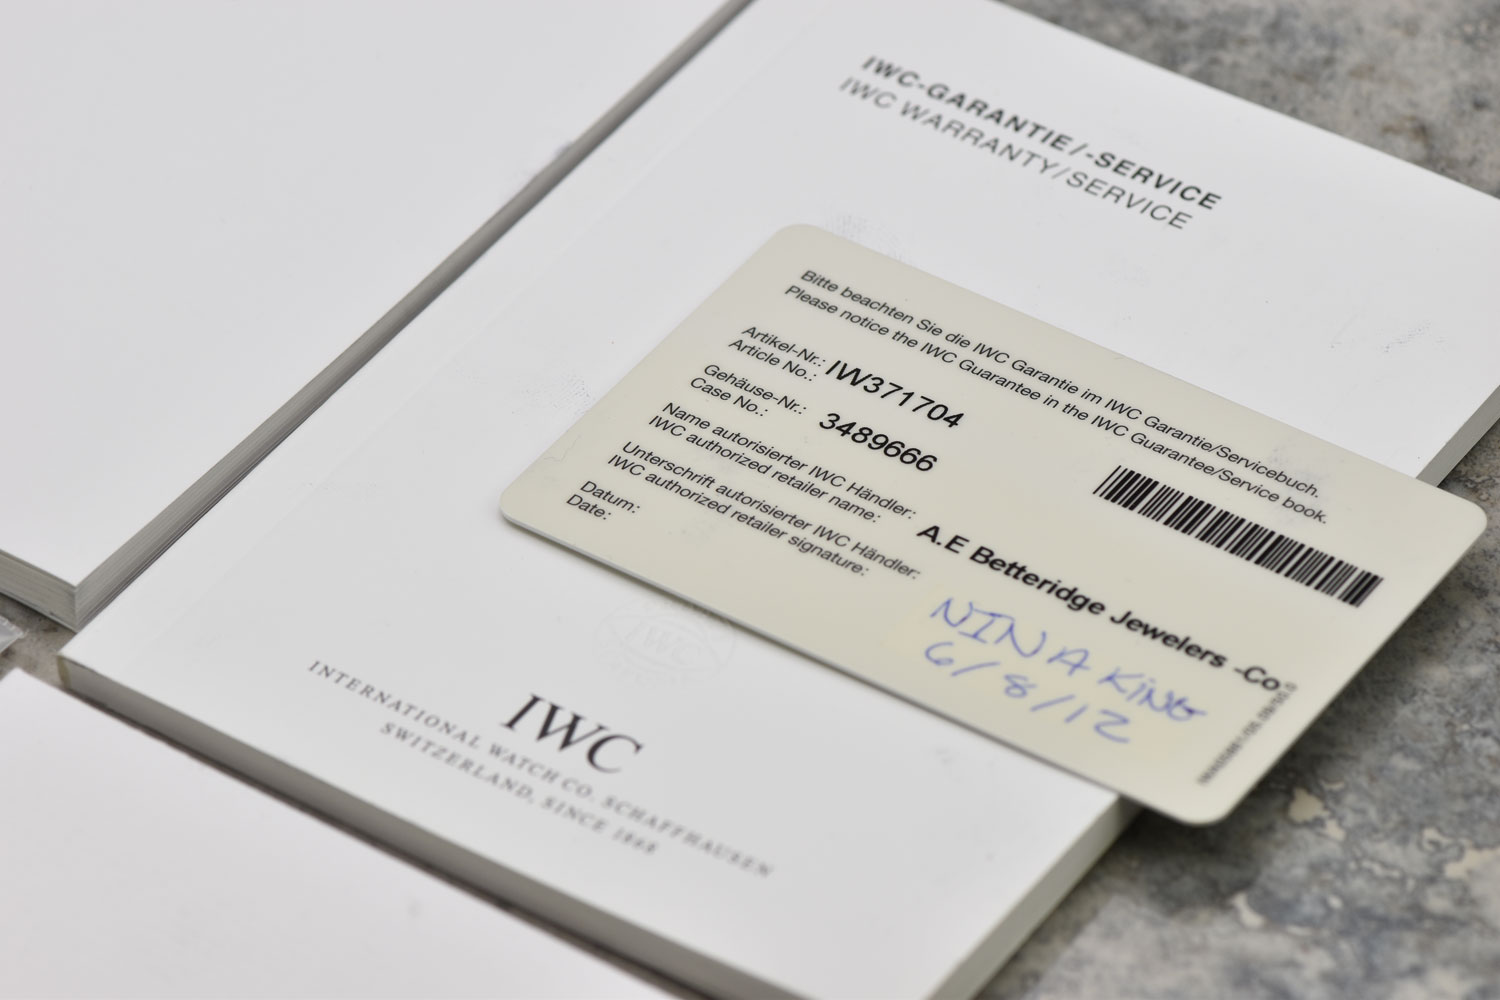 IWC-GARANTIE/-SERVICE
IWC WARRANTY/SERVICE
Bitte beachten Sie die IWC Garantie im IWC Garantie/Servicebuch.
Please notice the IWC Guarantee in the IWC Guarantee/Service book.
Artikel-Nr.: IW371704
Article No.:
Gehäuse-Nr.: 3489666
Case No.:
Name autorisierter IWC Händler:
IWC authorized retailer name: A.E Betteridge Jewelers -Co
Unterschrift autorisierter IWC Händler:
IWC authorized retailer signature: NINA KING
Datum: 6/8/12
Date:
IWC
IWC
INTERNATIONAL WATCH CO. SCHAFFHAUSEN
SWITZERLAND, SINCE 1868